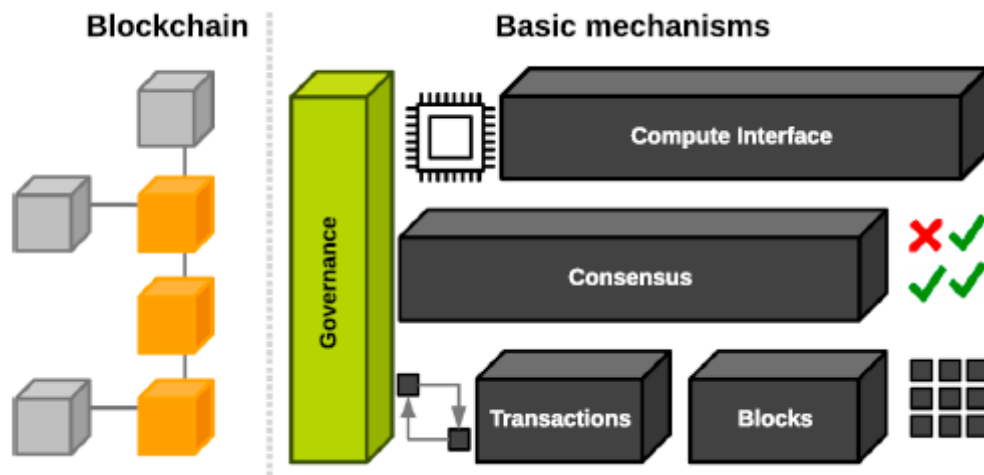 Blockchain
Basic mechanisms
Governance
Compute Interface
Consensus
Transactions
Blocks